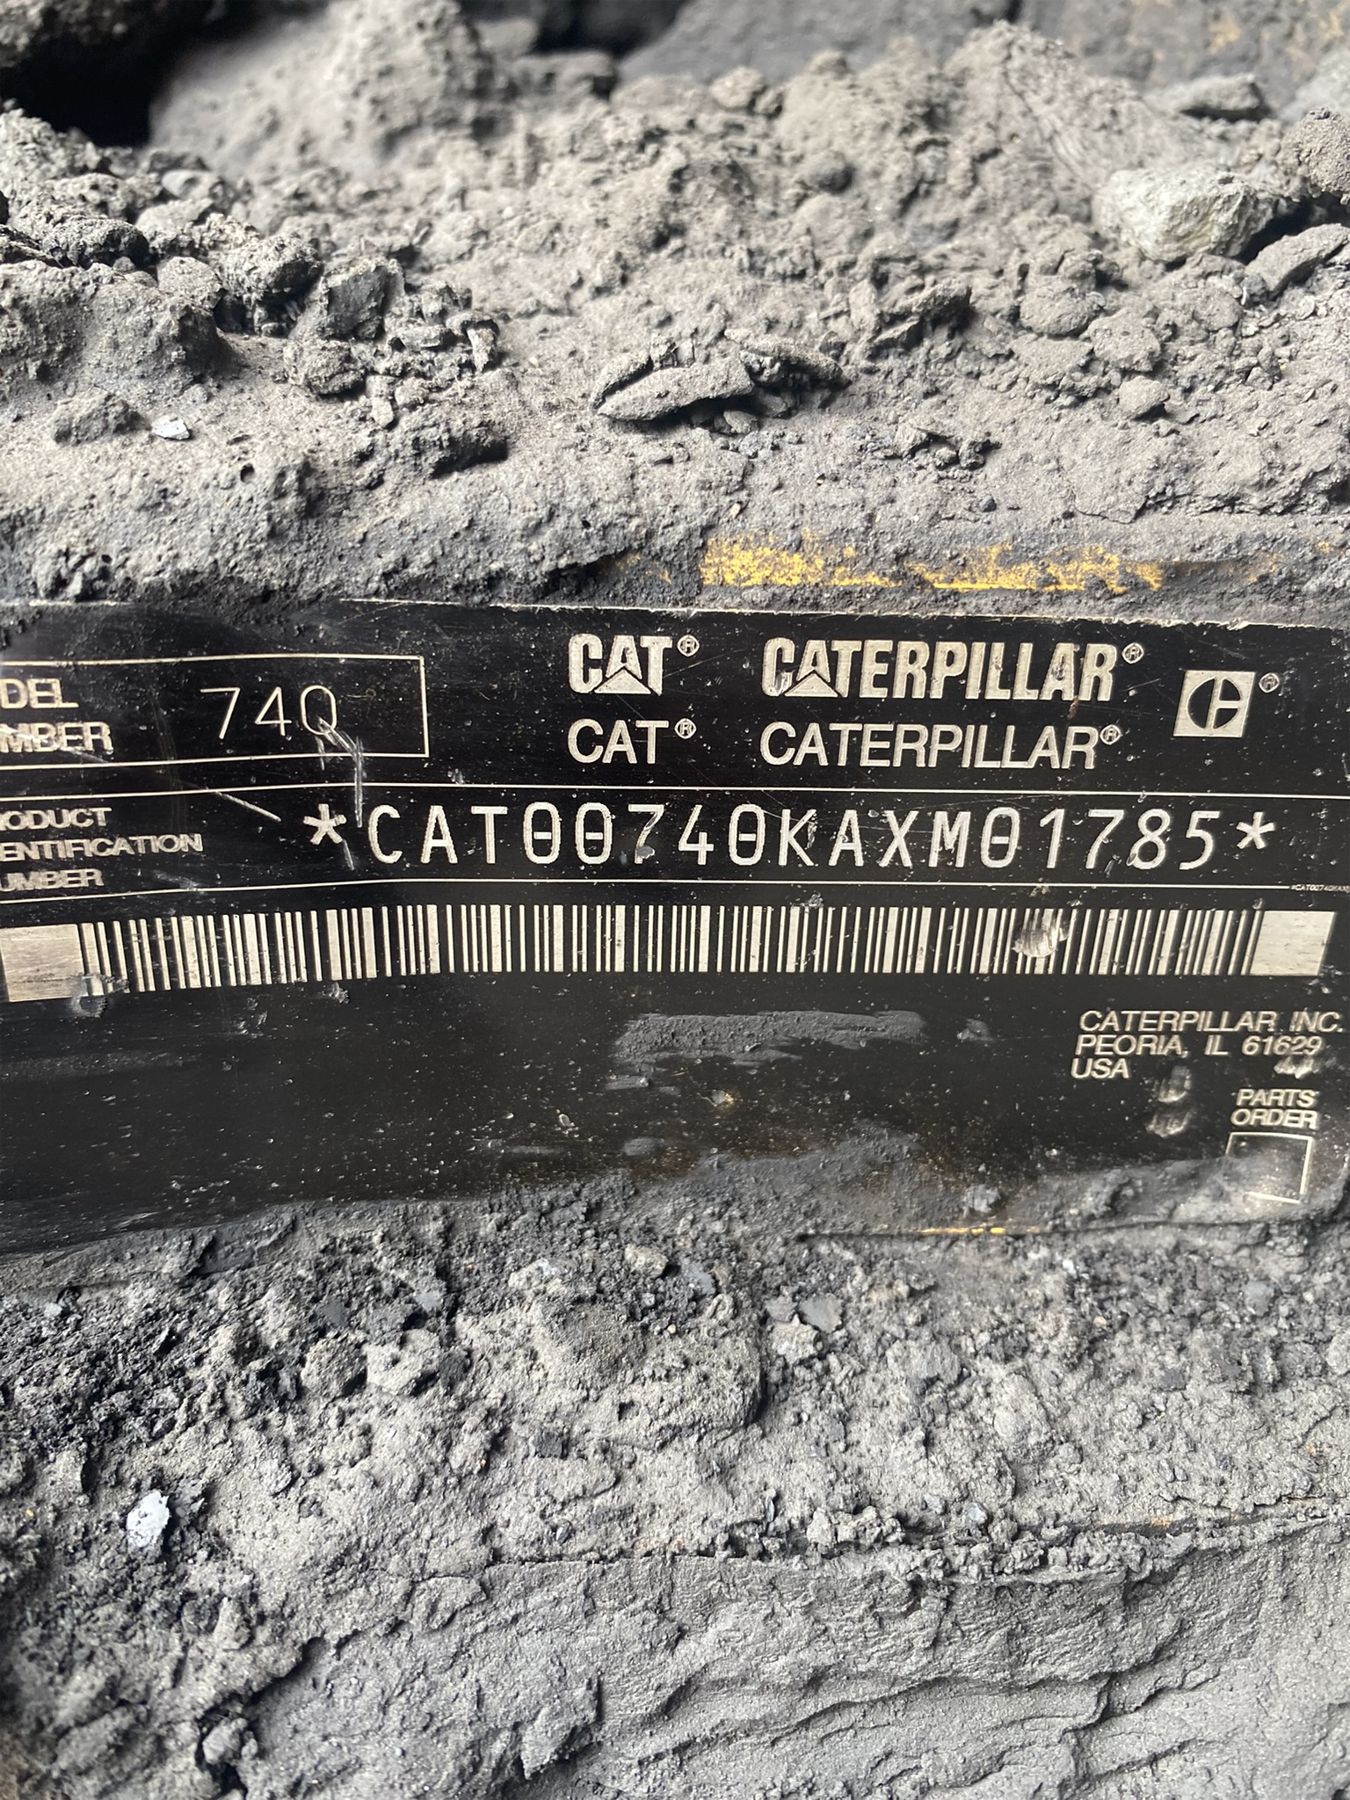 CAT® CATERPILLAR®
CAT® CATERPILLAR®
DEL
MBER 740
ODUCT
ENTIFICATION
UMBER
*CAT00740KAXM01785*
CATERPILLAR INC.
PEORIA, IL 61629
USA
PARTS
ORDER